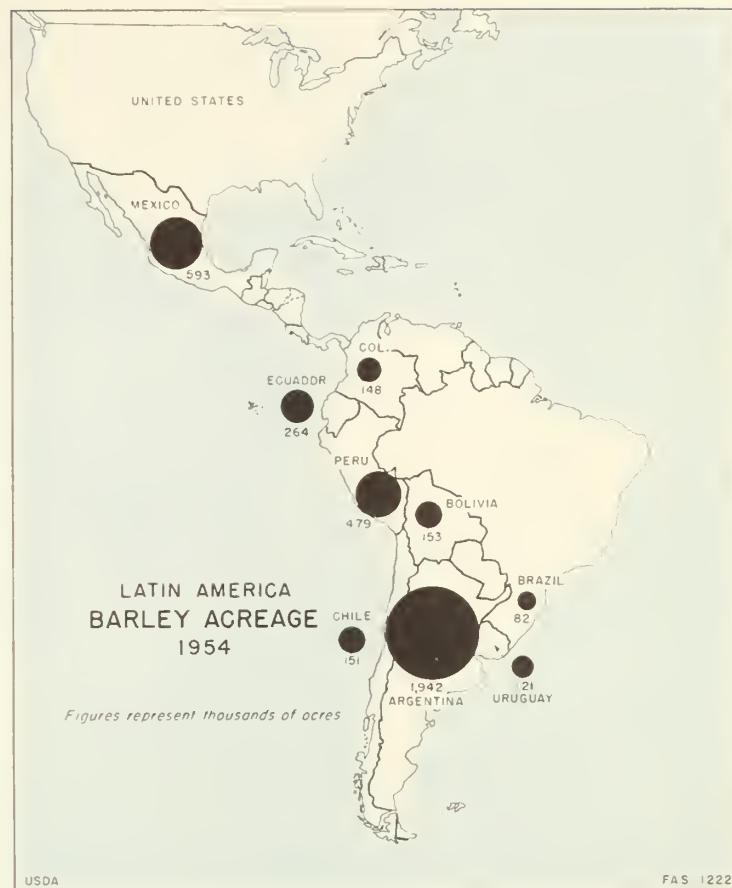 UNITED STATES
MEXICO
593
COL.
148
ECUADOR
264
PERU
479
BOLIVIA
153
BRAZIL
82
LATIN AMERICA
BARLEY ACREAGE
1954
CHILE
151
1,942
ARGENTINA
21
URUGUAY
Figures represent thousands of acres
USDA
FAS 1222